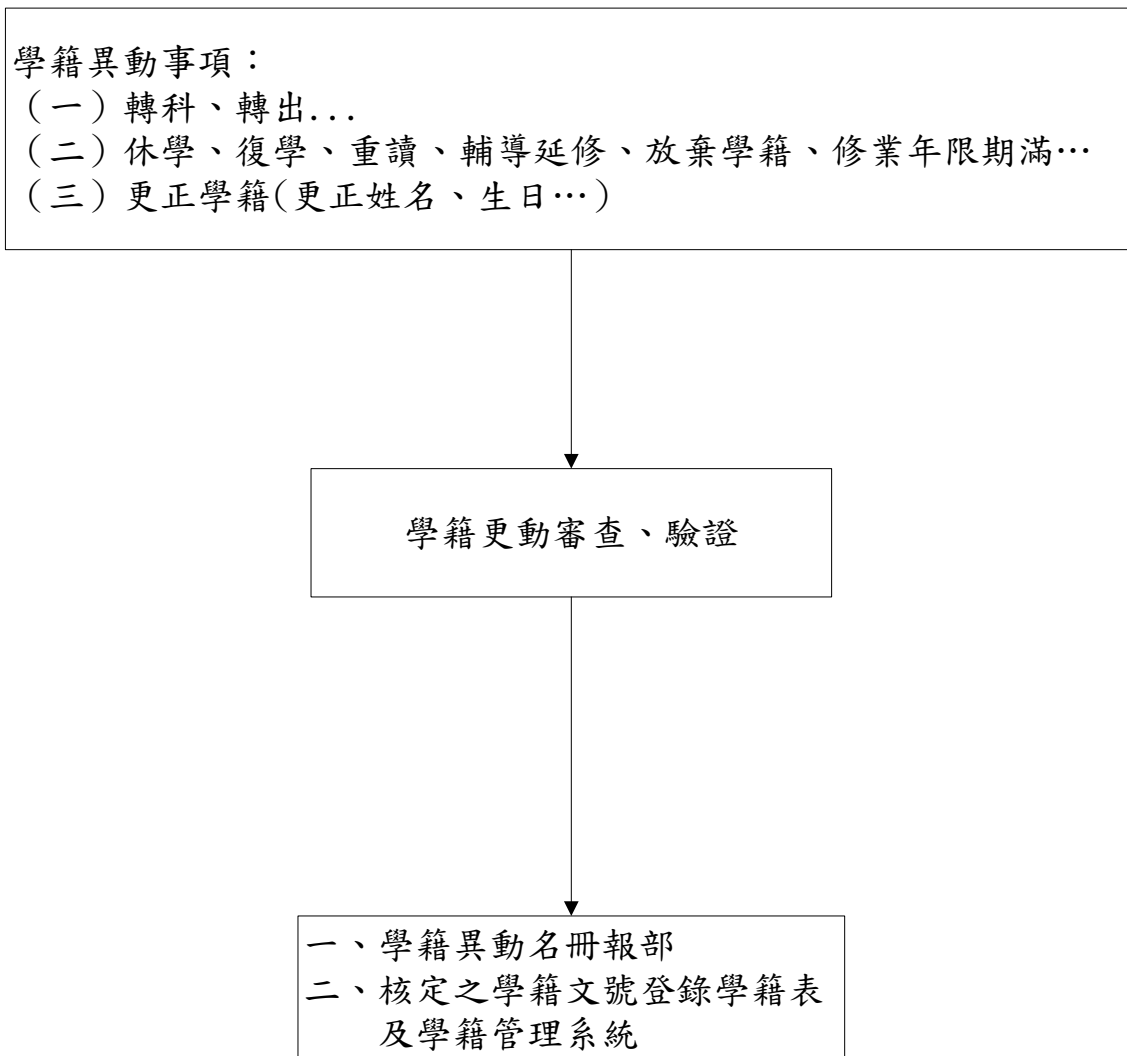 學籍異動事項：
（一）轉科、轉出...
（二）休學、復學、重讀、輔導延修、放棄學籍、修業年限期滿…
（三）更正學籍(更正姓名、生日…）
學籍更動審查、驗證
一、學籍異動名冊報部
二、核定之學籍文號登錄學籍表
及學籍管理系統